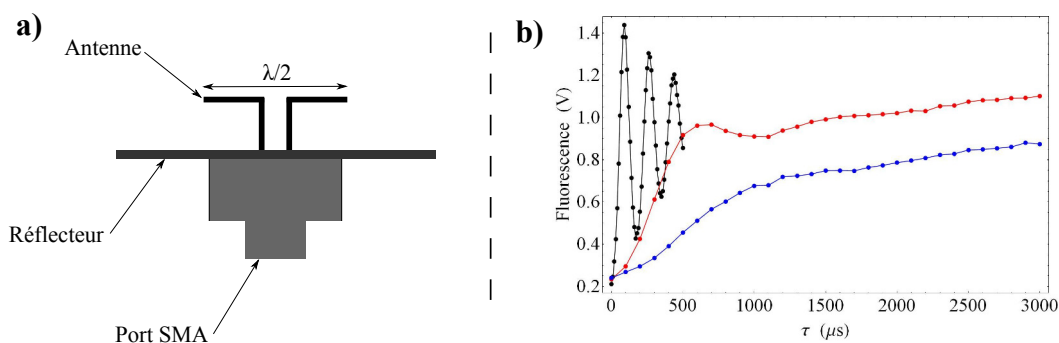 a)
Antenne
λ/2
Réflecteur
Port SMA
b)
Fluorescence (V)
1.4
1.2
1.0
0.8
0.6
0.4
0.2
0 500 1000 1500 2000 2500 3000
τ (μs)